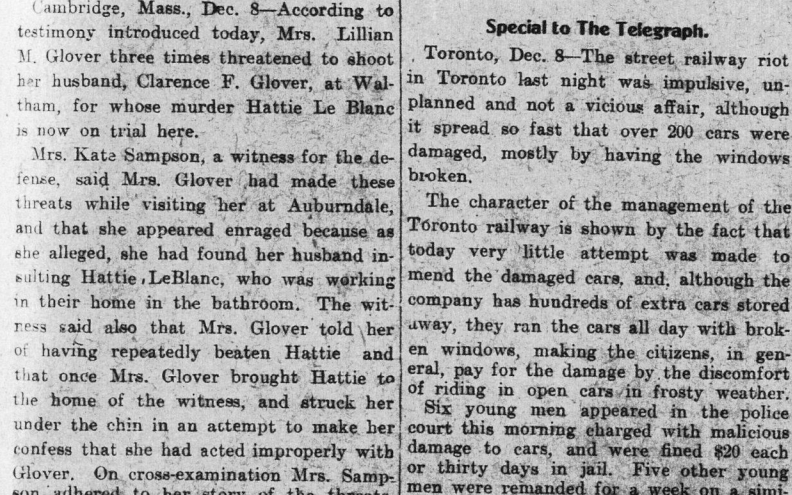 Cambridge, Mass., Dec. 8—According to
testimony introduced today, Mrs. Lillian
M. Glover three times threatened to shoot
her husband, Clarence F. Glover, at Wal-
tham, for whose murder Hattie Le Blanc
is now on trial here.
Mrs. Kate Sampson, a witness for the de-
fense, said Mrs. Glover had made these
threats while visiting her at Auburndale,
and that she appeared enraged because as
she alleged, she had found her husband in-
sulting Hattie LeBlanc, who was working
in their home in the bathroom. The wit-
ness said also that Mrs. Glover told her
of having repeatedly beaten Hattie and
that once Mrs. Glover brought Hattie to
the home of the witness, and struck her
under the chin in an attempt to make her
confess that she had acted improperly with
Glover. On cross-examination Mrs. Samp-
son adhered to her story of the threats
Special to The Telegraph.
Toronto, Dec. 8—The street railway riot
in Toronto last night was impulsive, un-
planned and not a vicious affair, although
it spread so fast that over 200 cars were
damaged, mostly by having the windows
broken.
The character of the management of the
Toronto railway is shown by the fact that
today very little attempt was made to
mend the damaged cars, and, although the
company has hundreds of extra cars stored
away, they ran the cars all day with brok-
en windows, making the citizens, in gen-
eral, pay for the damage by the discomfort
of riding in open cars in frosty weather.
Six young men appeared in the police
court this morning charged with malicious
damage to cars, and were fined $20 each
or thirty days in jail. Five other young
men were remanded for a week on a simi-